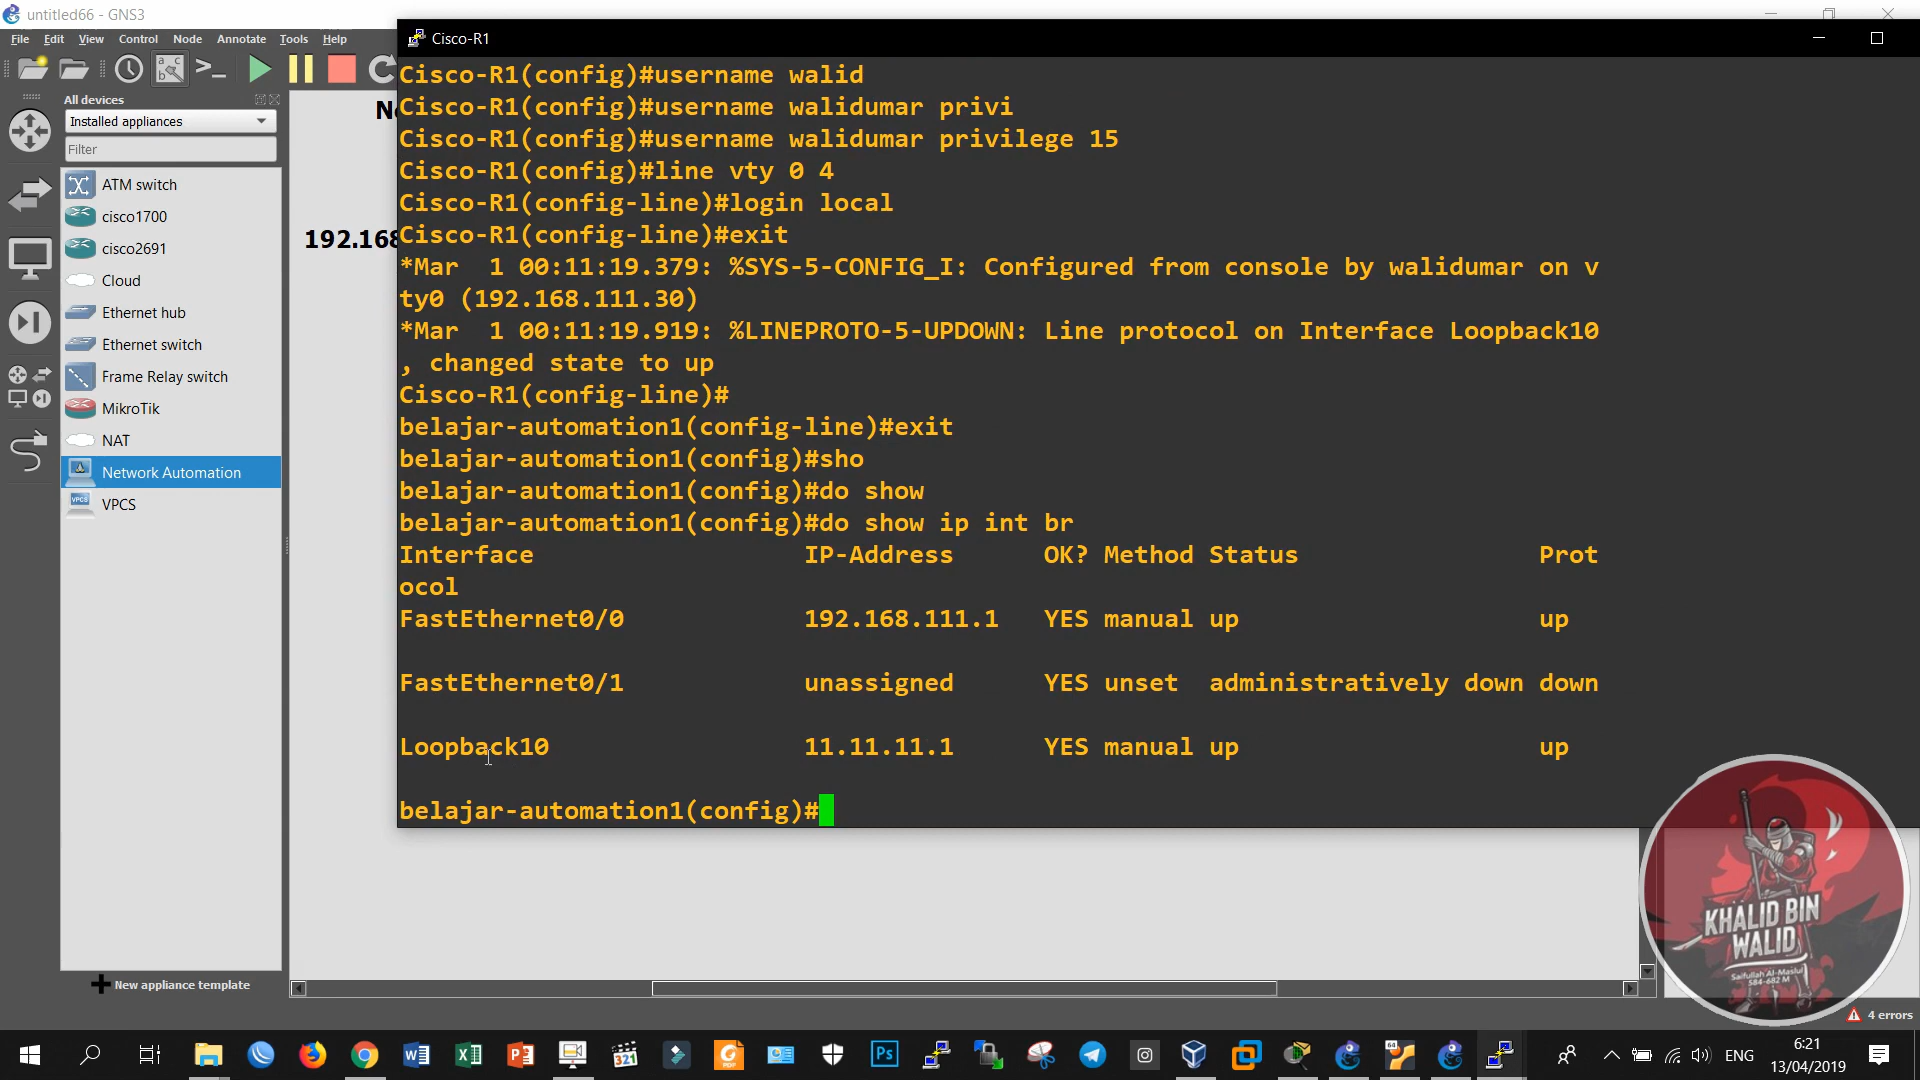 untitled66 - GNS3
File Edit View Control Node Annotate Tools Help
All devices
Installed appliances
Filter
ATM switch
cisco1700
cisco2691
Cloud
Ethernet hub
Ethernet switch
Frame Relay switch
MikroTik
NAT
Network Automation
VPCS
New appliance template
192.168
Cisco-R1
Cisco-R1(config)#username walid
Cisco-R1(config)#username walidumar privi
Cisco-R1(config)#username walidumar privilege 15
Cisco-R1(config)#line vty 0 4
Cisco-R1(config-line)#login local
Cisco-R1(config-line)#exit
*Mar  1 00:11:19.379: %SYS-5-CONFIG_I: Configured from console by walidumar on v
ty0 (192.168.111.30)
*Mar  1 00:11:19.919: %LINEPROTO-5-UPDOWN: Line protocol on Interface Loopback10
, changed state to up
Cisco-R1(config-line)#
belajar-automation1(config-line)#exit
belajar-automation1(config)#sho
belajar-automation1(config)#do show
belajar-automation1(config)#do show ip int br
Interface IP-Address OK? Method Status Prot
ocol
FastEthernet0/0 192.168.111.1 YES manual up up
FastEthernet0/1 unassigned YES unset administratively down down
Loopback10 11.11.11.1 YES manual up up
belajar-automation1(config)#
KHALID BIN
WALID
Saifullah Al-Maslul
584-682 M
4 errors
ENG
6:21
13/04/2019